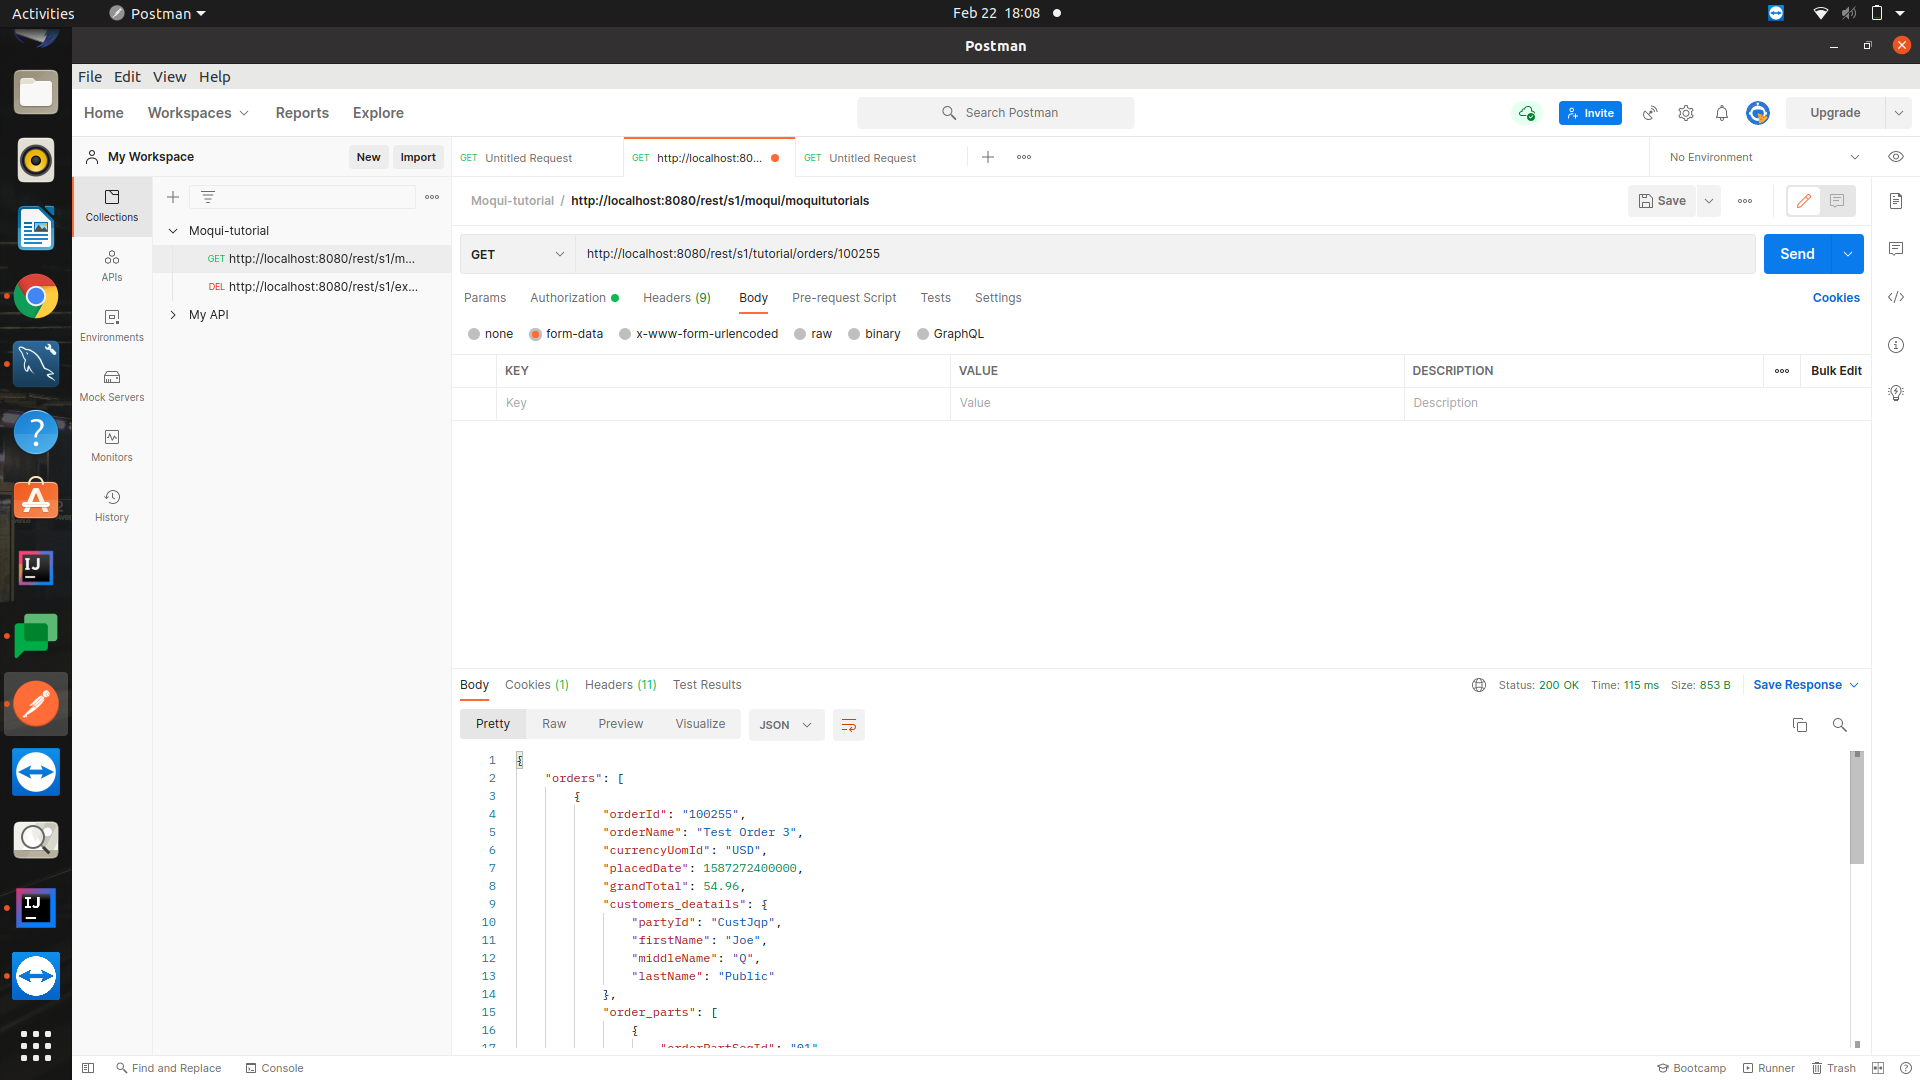 Activities
Postman
Feb 22 18:08
Postman
File Edit View Help
Home Workspaces Reports Explore
Search Postman
Invite
Upgrade
My Workspace
New Import
GET Untitled Request
GET http://localhost:80...
GET Untitled Request
No Environment
Collections
APIs
Environments
Mock Servers
Monitors
History
Moqui-tutorial
GET http://localhost:8080/rest/s1/m...
DEL http://localhost:8080/rest/s1/ex...
My API
Moqui-tutorial / http://localhost:8080/rest/s1/moqui/moquitutorials
Save
GET http://localhost:8080/rest/s1/tutorial/orders/100255
Send
Params Authorization Headers (9) Body Pre-request Script Tests Settings
Cookies
none form-data x-www-form-urlencoded raw binary GraphQL
KEY VALUE DESCRIPTION
Bulk Edit
Key Value Description
Body Cookies (1) Headers (11) Test Results
Status: 200 OK Time: 115 ms Size: 853 B
Save Response
Pretty Raw Preview Visualize JSON
1 {
2 "orders": [
3 {
4 "orderId": "100255",
5 "orderName": "Test Order 3",
6 "currencyUomId": "USD",
7 "placedDate": 1587272400000,
8 "grandTotal": 54.96,
9 "customers_deatails": {
10 "partyId": "CustJqp",
11 "firstName": "Joe",
12 "middleName": "Q",
13 "lastName": "Public"
14 },
15 "order_parts": [
16 {
17 "orderPartSeqId": "01"
Find and Replace Console
Bootcamp Runner Trash